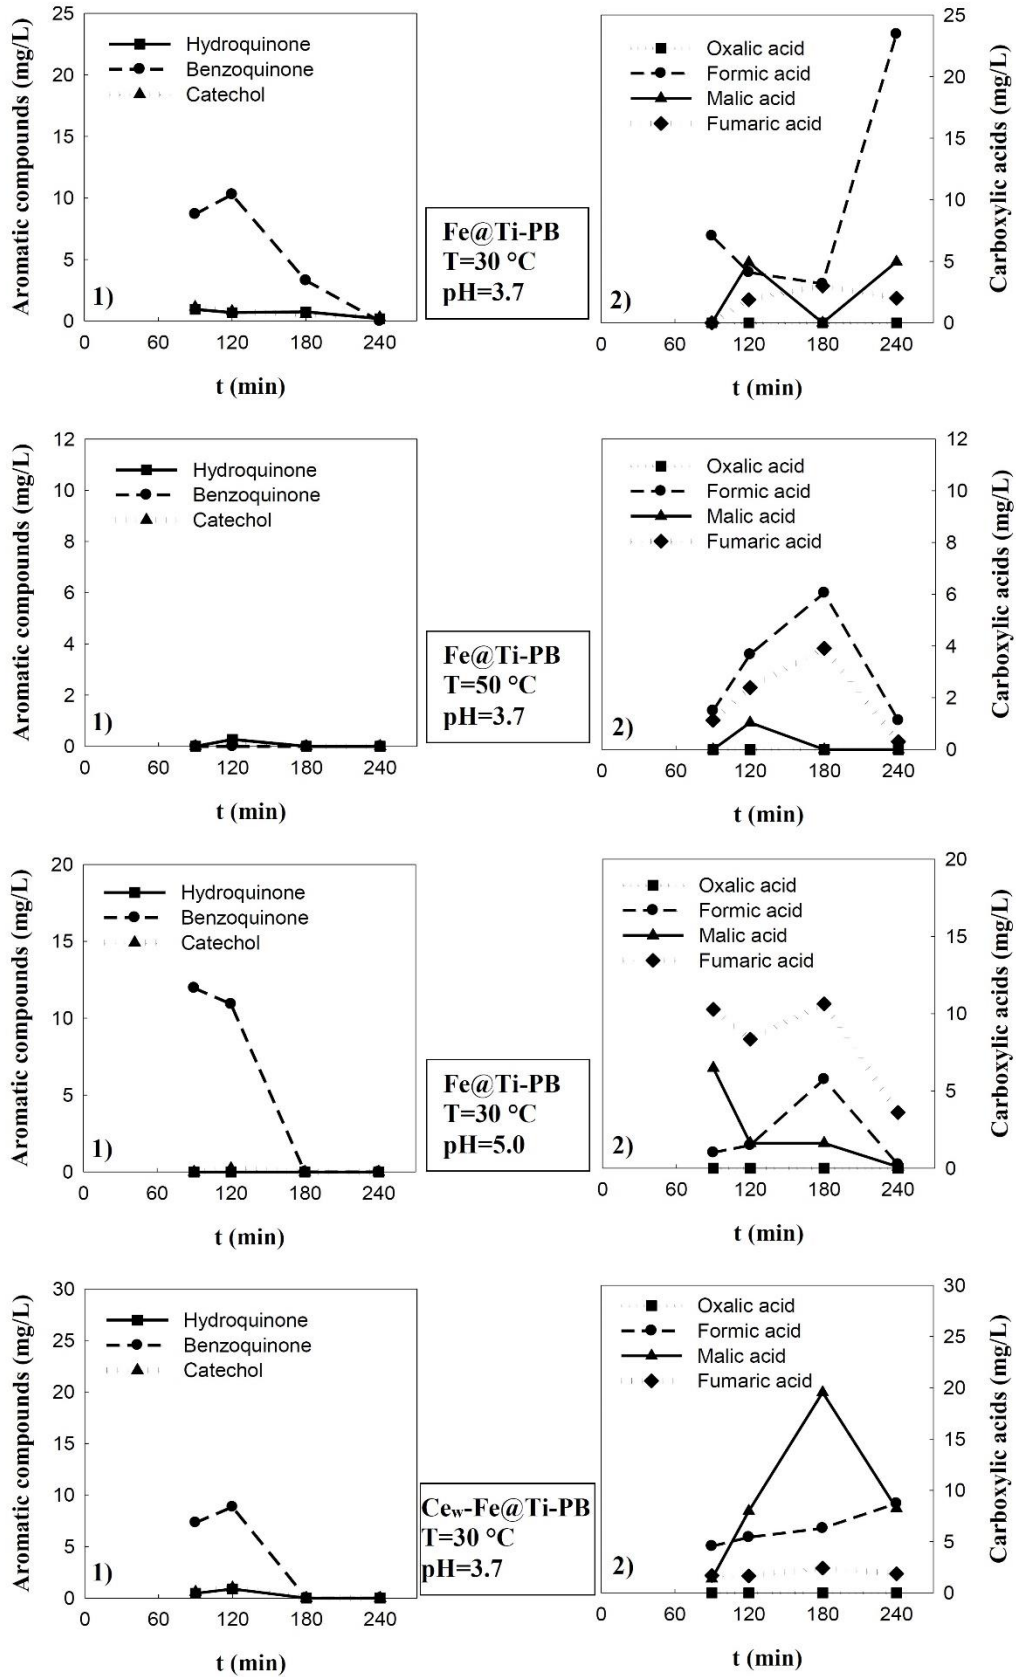 Aromatic compounds (mg/L)
25
20
15
10
5
0
Hydroquinone
Benzoquinone
Catechol
1)
0
60
120
180
240
t (min)
Fe@Ti-PB
T=30 °C
pH=3.7
Oxalic acid
Formic acid
Malic acid
Fumaric acid
2)
25
20
15
10
5
0
Carboxylic acids (mg/L)
0
60
120
180
240
t (min)
Aromatic compounds (mg/L)
12
10
8
6
4
2
0
Hydroquinone
Benzoquinone
Catechol
1)
0
60
120
180
240
t (min)
Fe@Ti-PB
T=50 °C
pH=3.7
Oxalic acid
Formic acid
Malic acid
Fumaric acid
2)
12
10
8
6
4
2
0
Carboxylic acids (mg/L)
0
60
120
180
240
t (min)
Aromatic compounds (mg/L)
20
15
10
5
0
Hydroquinone
Benzoquinone
Catechol
1)
0
60
120
180
240
t (min)
Fe@Ti-PB
T=30 °C
pH=5.0
Oxalic acid
Formic acid
Malic acid
Fumaric acid
2)
20
15
10
5
0
Carboxylic acids (mg/L)
0
60
120
180
240
t (min)
Aromatic compounds (mg/L)
30
25
20
15
10
5
0
Hydroquinone
Benzoquinone
Catechol
1)
0
60
120
180
240
t (min)
Cew-Fe@Ti-PB
T=30 °C
pH=3.7
Oxalic acid
Formic acid
Malic acid
Fumaric acid
2)
30
25
20
15
10
5
0
Carboxylic acids (mg/L)
0
60
120
180
240
t (min)